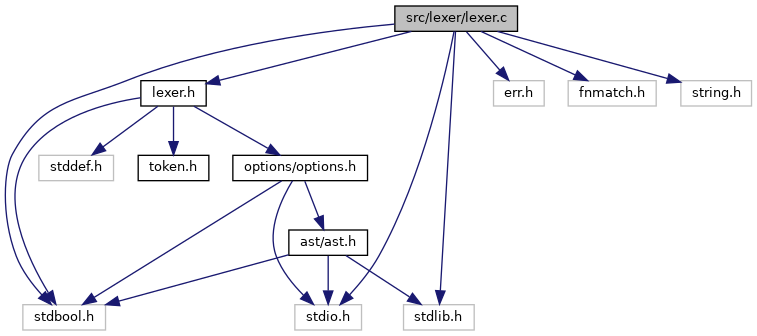 src/lexer/lexer.c
lexer.h
err.h
fnmatch.h
string.h
stddef.h
token.h
options/options.h
ast/ast.h
stdbool.h
stdio.h
stdlib.h